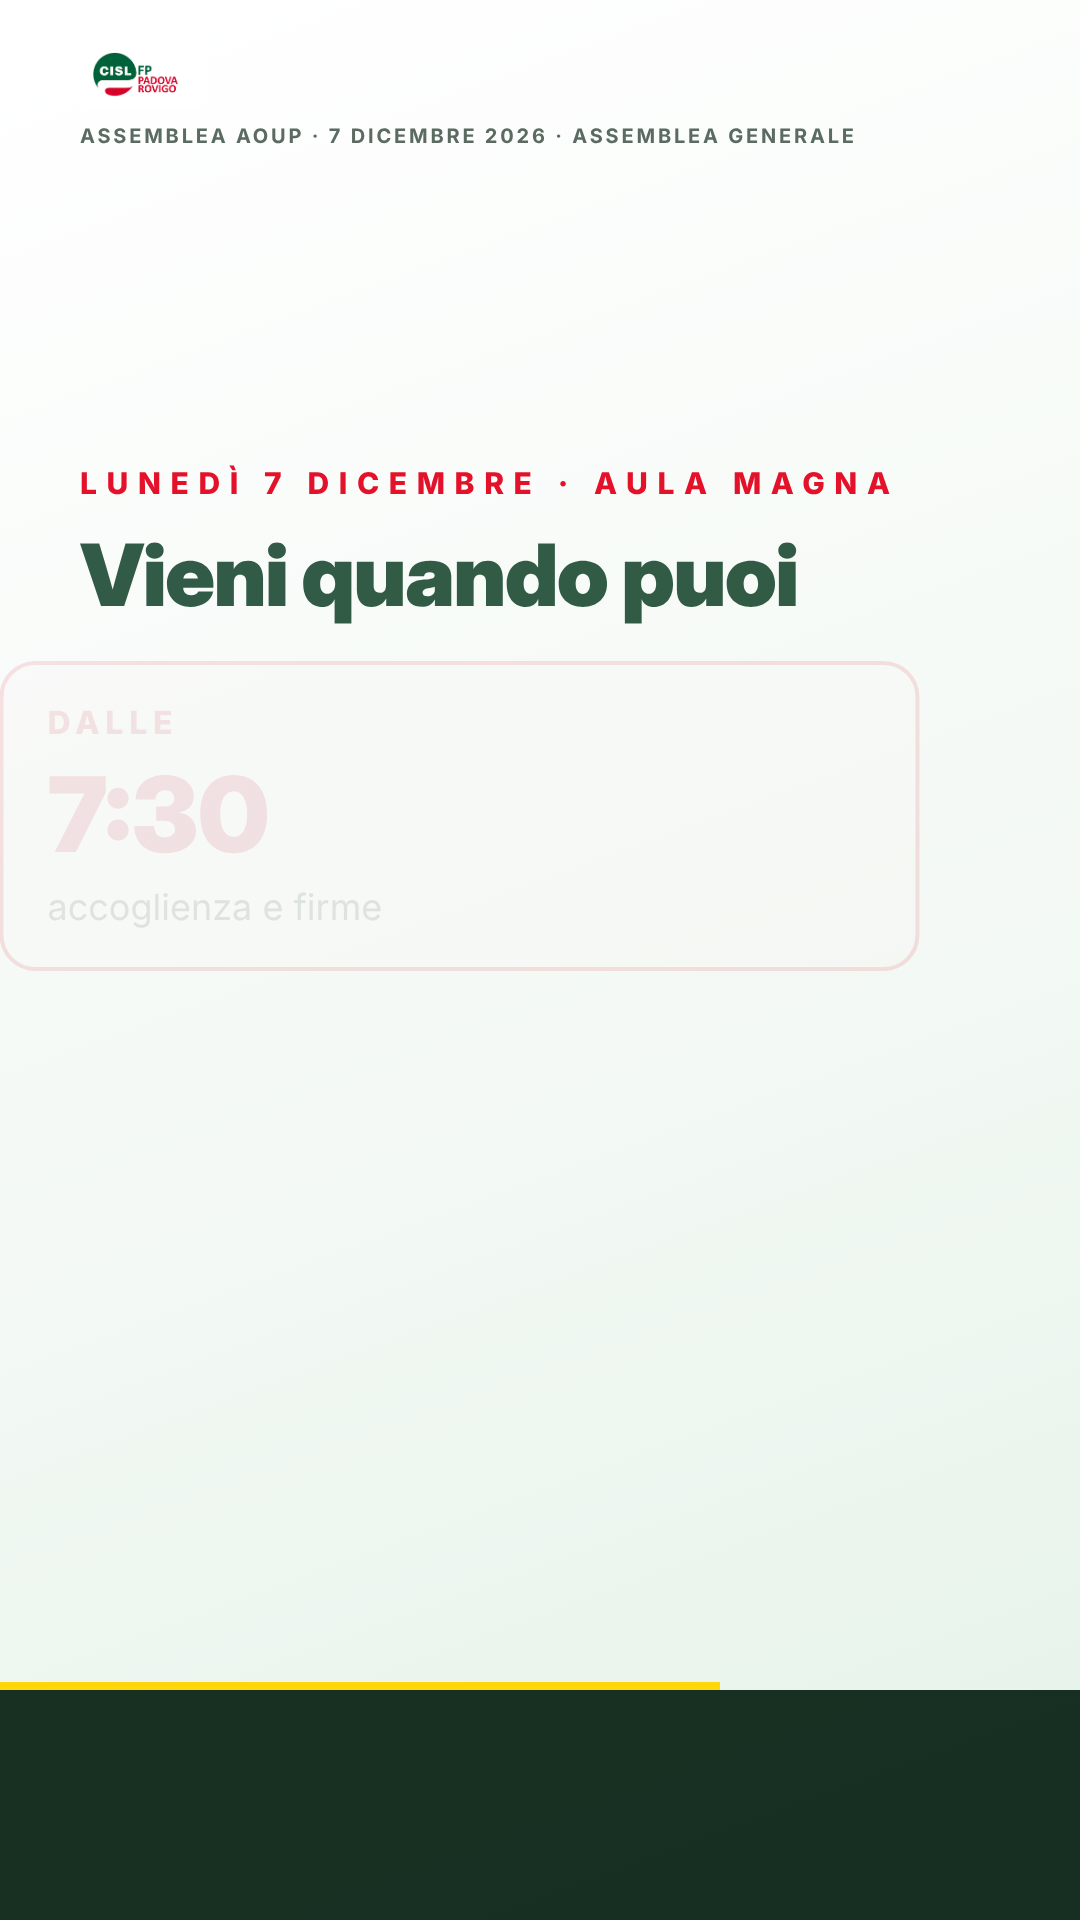 CISL FP
PADOVA
ROVIGO
ASSEMBLEA AOUP · 7 DICEMBRE 2026 · ASSEMBLEA GENERALE
LUNEDÌ 7 DICEMBRE · AULA MAGNA
Vieni quando puoi
DALLE
7:30
accoglienza e firme